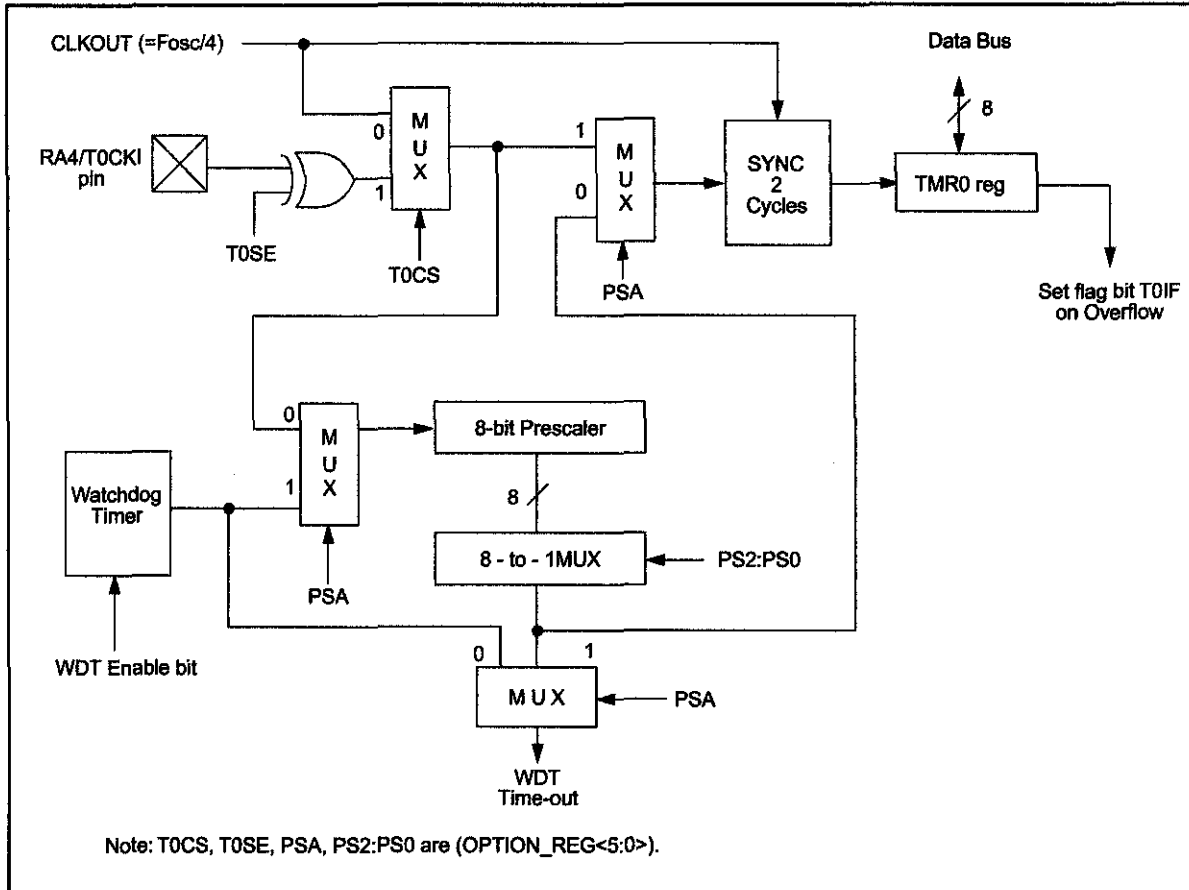 CLKOUT (=Fosc/4)
Data Bus
8
RA4/T0CKI
pin
T0SE
0
1
M
U
X
T0CS
1
0
M
U
X
PSA
SYNC
2
Cycles
TMR0 reg
Set flag bit T0IF
on Overflow
0
1
M
U
X
PSA
8-bit Prescaler
8
Watchdog
Timer
WDT Enable bit
8 - to - 1MUX
PS2:PS0
0
1
M U X
PSA
WDT
Time-out
Note: T0CS, T0SE, PSA, PS2:PS0 are (OPTION_REG<5:0>).